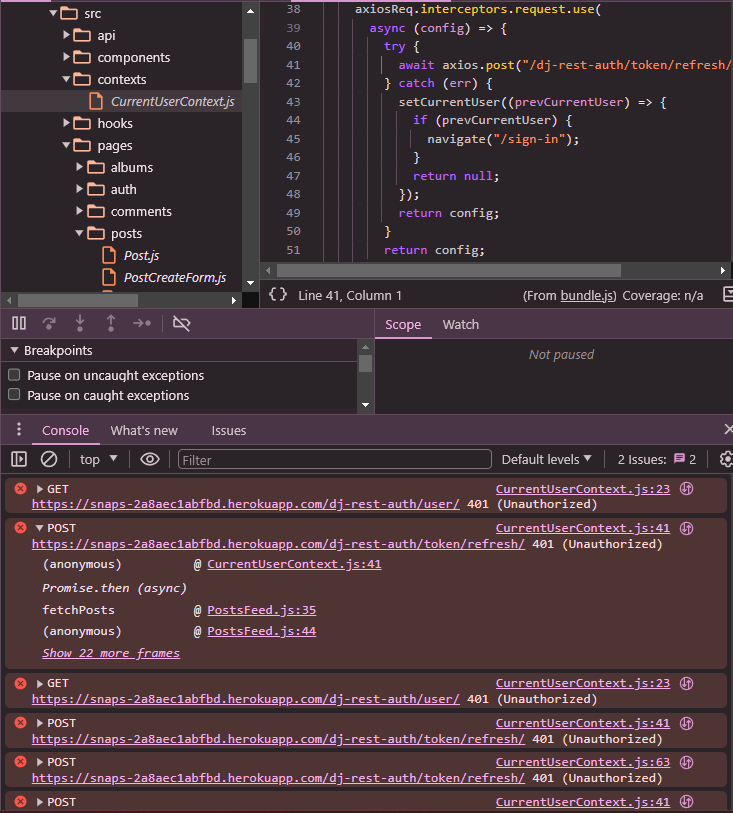 src
api
components
contexts
CurrentUserContext.js
hooks
pages
albums
auth
comments
posts
Post.js
PostCreateForm.js
38 axiosReq.interceptors.request.use(
39 async (config) => {
40 try {
41 await axios.post("/dj-rest-auth/token/refresh/
42 } catch (err) {
43 setCurrentUser((prevCurrentUser) => {
44 if (prevCurrentUser) {
45 navigate("/sign-in");
46 }
47 return null;
48 });
49 return config;
50 }
51 return config;
{} Line 41, Column 1 (From bundle.js) Coverage: n/a
Breakpoints
Pause on uncaught exceptions
Pause on caught exceptions
Scope Watch
Not paused
Console What's new Issues
top Filter Default levels 2 Issues: 2
GET CurrentUserContext.js:23
https://snaps-2a8aec1abfbd.herokuapp.com/dj-rest-auth/user/ 401 (Unauthorized)
POST CurrentUserContext.js:41
https://snaps-2a8aec1abfbd.herokuapp.com/dj-rest-auth/token/refresh/ 401 (Unauthorized)
(anonymous) @ CurrentUserContext.js:41
Promise.then (async)
fetchPosts @ PostsFeed.js:35
(anonymous) @ PostsFeed.js:44
Show 22 more frames
GET CurrentUserContext.js:23
https://snaps-2a8aec1abfbd.herokuapp.com/dj-rest-auth/user/ 401 (Unauthorized)
POST CurrentUserContext.js:41
https://snaps-2a8aec1abfbd.herokuapp.com/dj-rest-auth/token/refresh/ 401 (Unauthorized)
POST CurrentUserContext.js:63
https://snaps-2a8aec1abfbd.herokuapp.com/dj-rest-auth/token/refresh/ 401 (Unauthorized)
POST CurrentUserContext.js:41